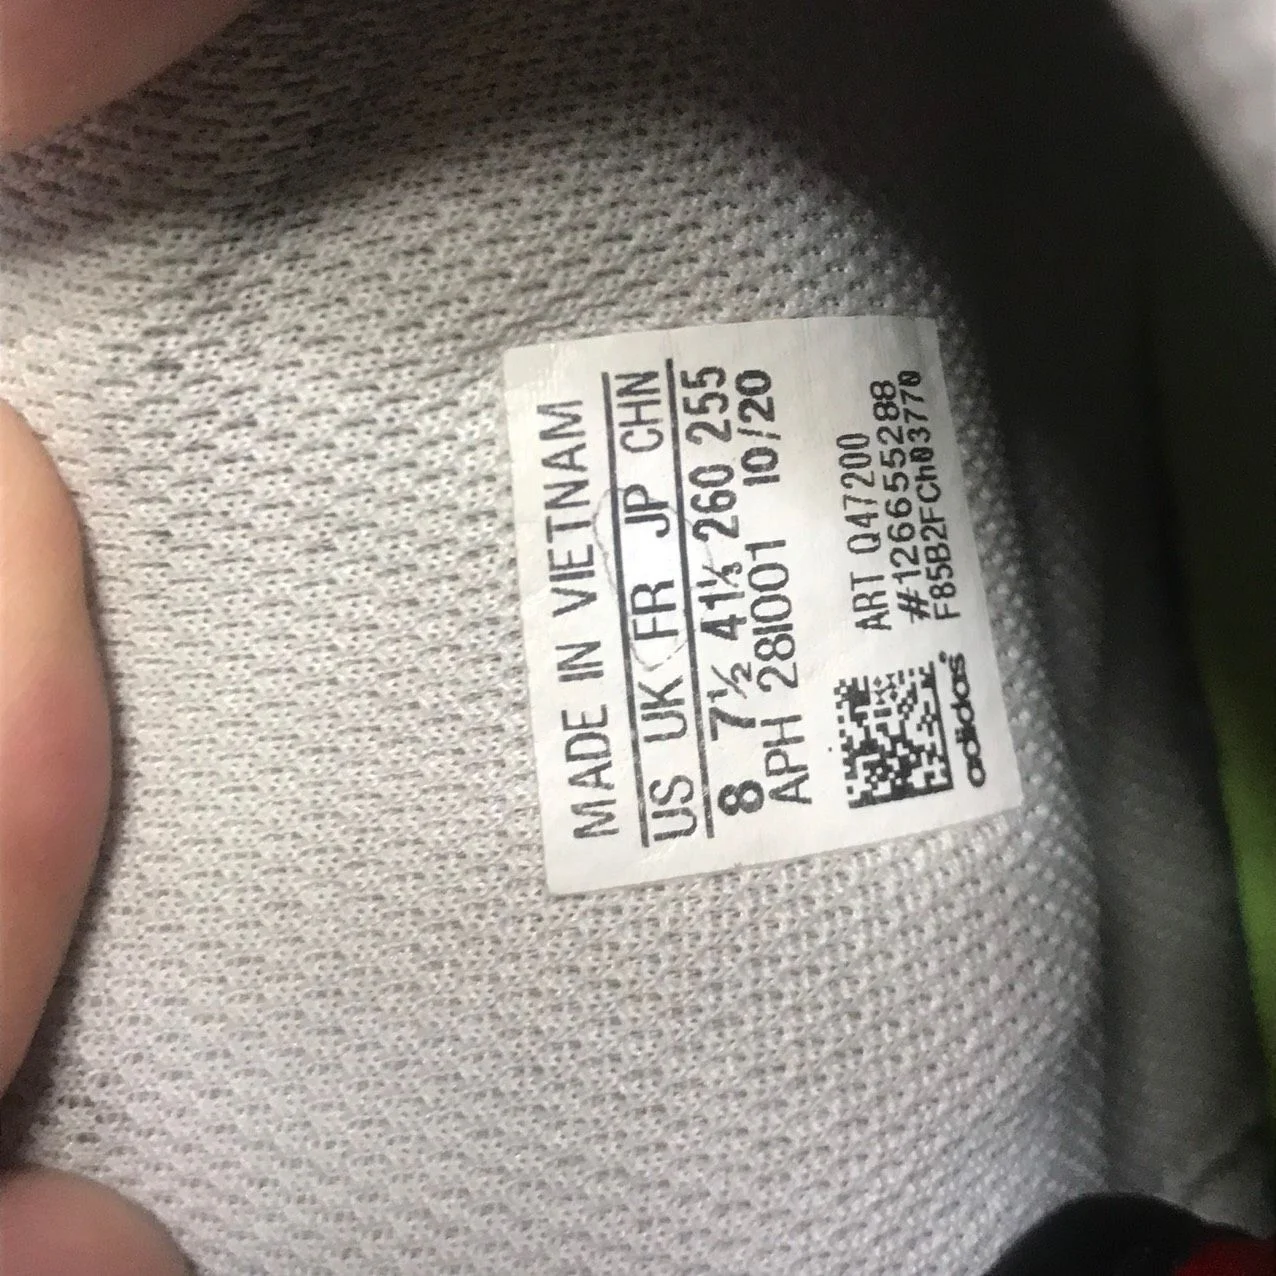 MADE IN VIETNAM
US UK FR JP CHN
8 7½ 41⅓ 260 255
APH 28I001 10/20
ART Q47200
#1266555288
F85B2FCh03770
adidas